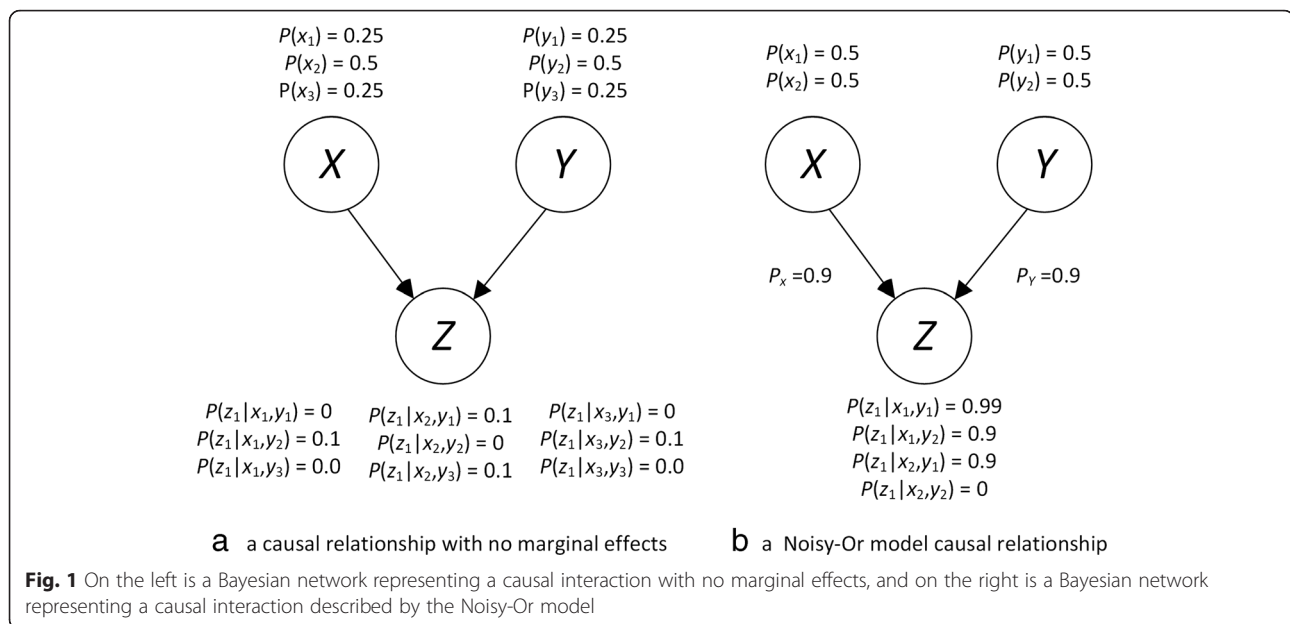 P(x₁) = 0.25
P(x₂) = 0.5
P(x₃) = 0.25
P(y₁) = 0.25
P(y₂) = 0.5
P(y₃) = 0.25
X
Y
Z
P(z₁|x₁,y₁) = 0
P(z₁|x₁,y₂) = 0.1
P(z₁|x₁,y₃) = 0.0
P(z₁|x₂,y₁) = 0.1
P(z₁|x₂,y₂) = 0
P(z₁|x₂,y₃) = 0.1
P(z₁|x₃,y₁) = 0
P(z₁|x₃,y₂) = 0.1
P(z₁|x₃,y₃) = 0.0
a a causal relationship with no marginal effects
P(x₁) = 0.5
P(x₂) = 0.5
P(y₁) = 0.5
P(y₂) = 0.5
X
Y
Pₓ =0.9
P_Y =0.9
Z
P(z₁|x₁,y₁) = 0.99
P(z₁|x₁,y₂) = 0.9
P(z₁|x₂,y₁) = 0.9
P(z₁|x₂,y₂) = 0
b a Noisy-Or model causal relationship
Fig. 1 On the left is a Bayesian network representing a causal interaction with no marginal effects, and on the right is a Bayesian network
representing a causal interaction described by the Noisy-Or model